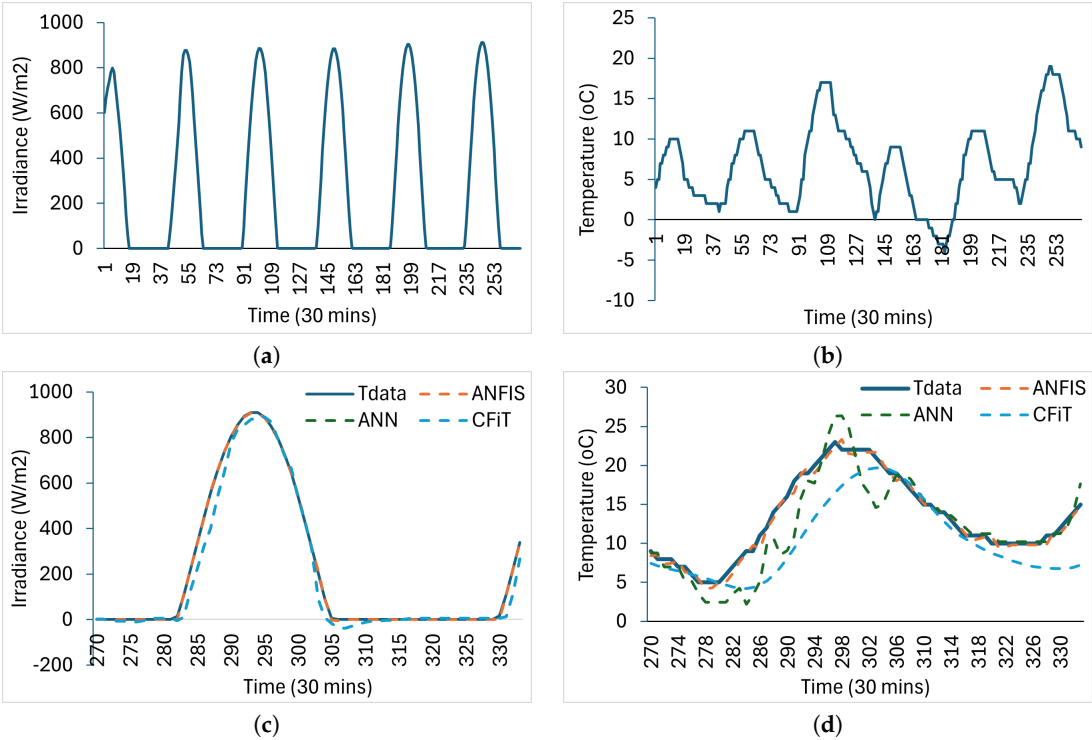 1000
800
600
400
200
0
Irradiance (W/m2)
1 19 37 55 73 91 109 127 145 163 181 199 217 235 253
Time (30 mins)
(a)
25
20
15
10
5
0
-5
-10
Temperature (oC)
1 19 37 55 73 91 109 127 145 163 181 199 217 235 253
Time (30 mins)
(b)
1000
800
600
400
200
0
-200
Irradiance (W/m2)
Tdata ANFIS
ANN CFiT
270 275 280 285 290 295 300 305 310 315 320 325 330
Time (30 mins)
(c)
30
25
20
15
10
5
0
Temperature (oC)
Tdata ANFIS
ANN CFiT
270 274 278 282 286 290 294 298 302 306 310 314 318 322 326 330
Time (30 mins)
(d)